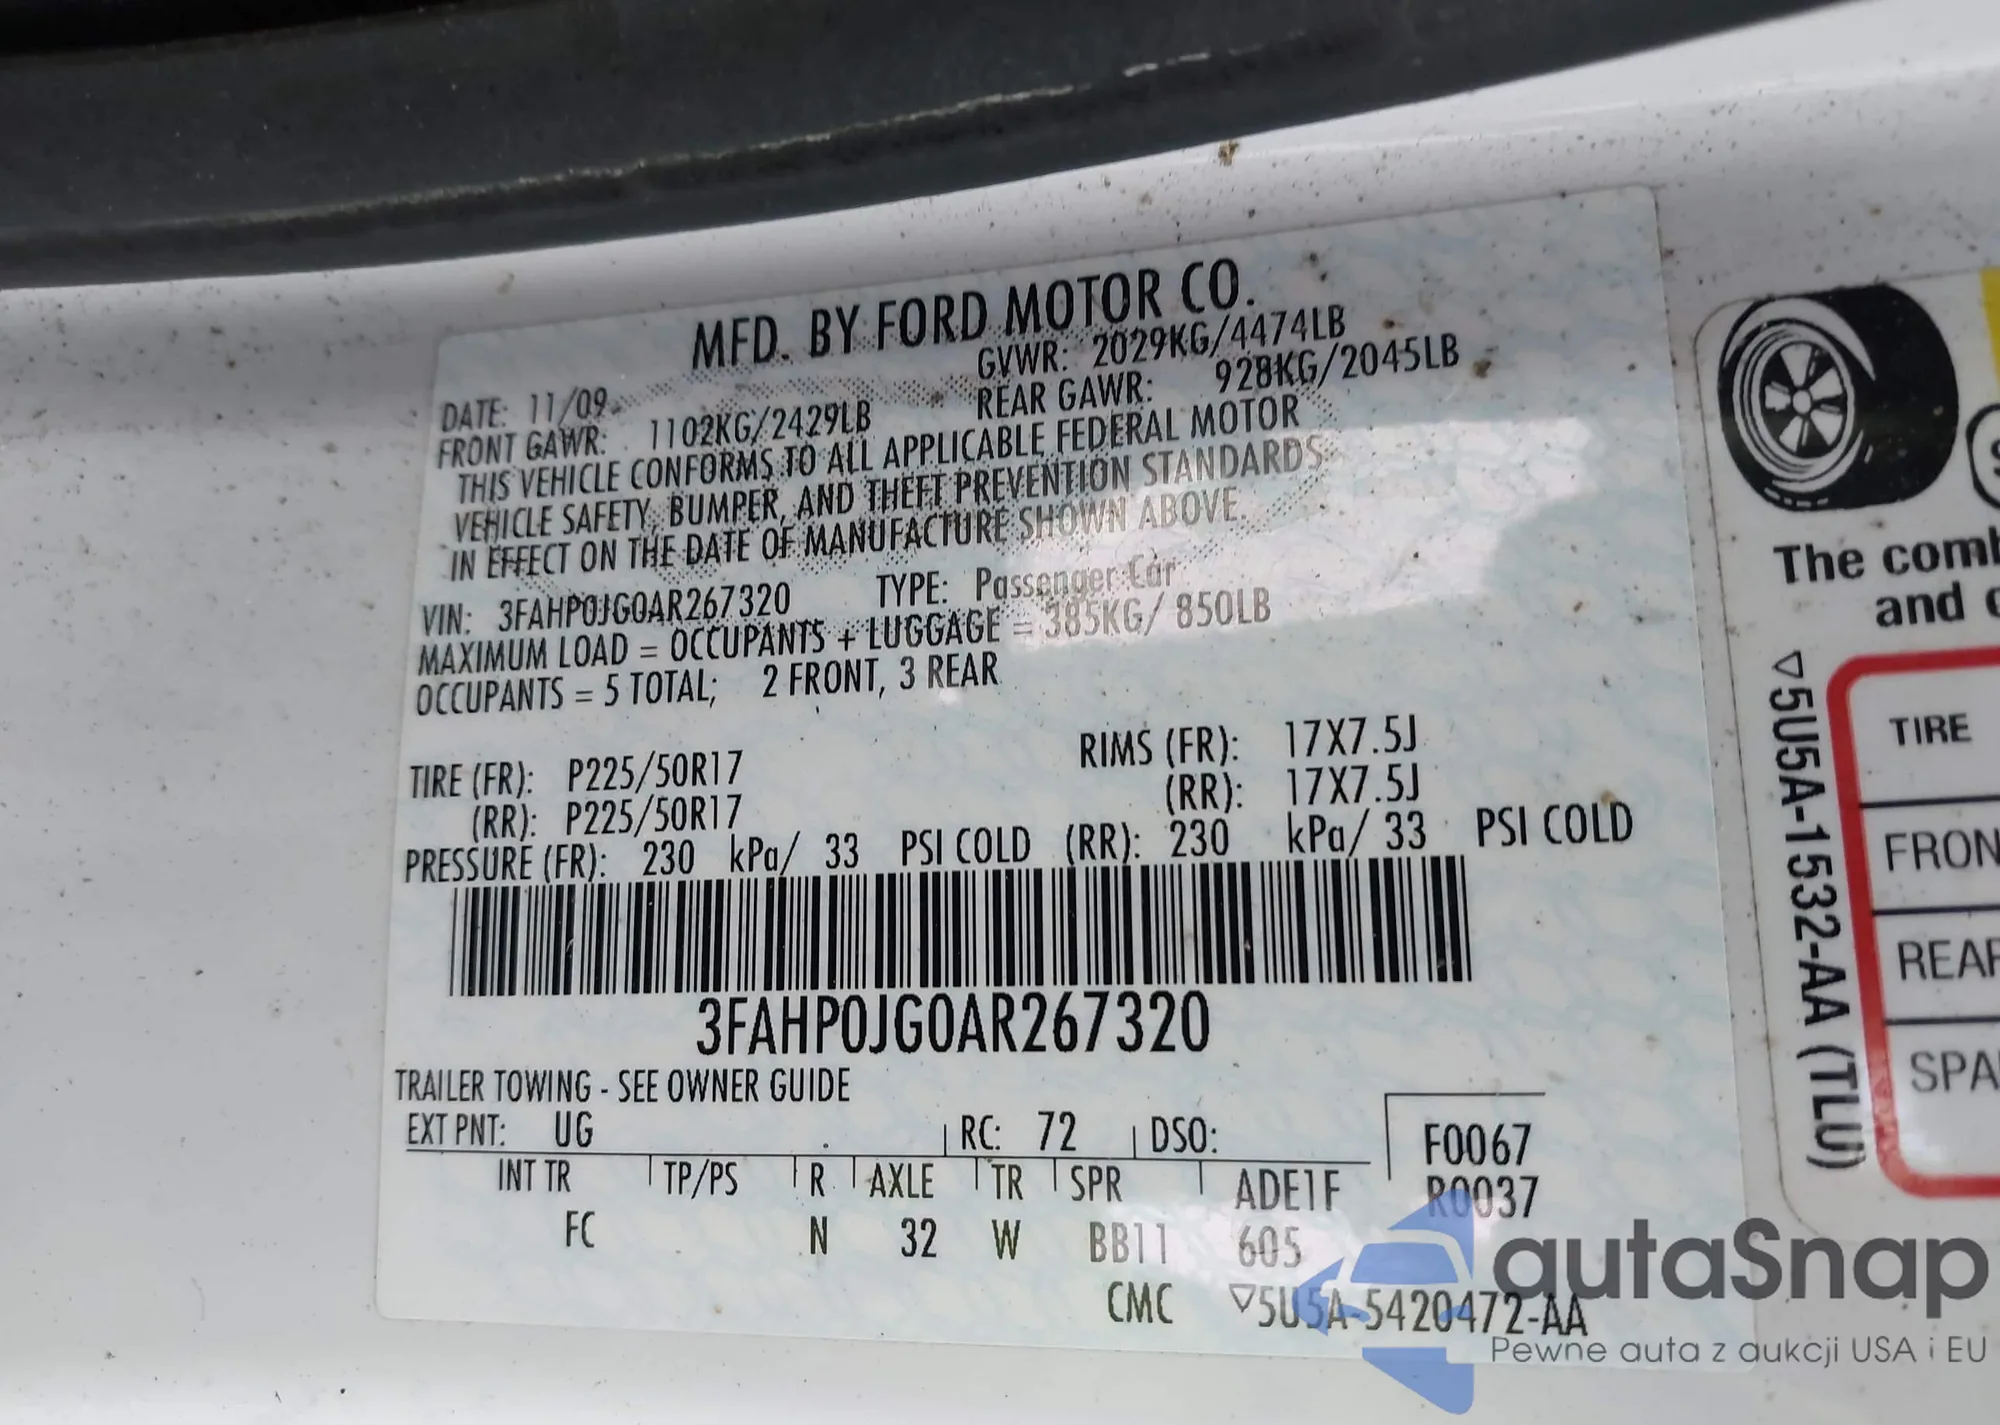 MFD. BY FORD MOTOR CO.
DATE: 11/09 GVWR: 2029KG/4474LB
FRONT GAWR: 1102KG/2429LB REAR GAWR: 928KG/2045LB
THIS VEHICLE CONFORMS TO ALL APPLICABLE FEDERAL MOTOR
VEHICLE SAFETY, BUMPER, AND THEFT PREVENTION STANDARDS
IN EFFECT ON THE DATE OF MANUFACTURE SHOWN ABOVE.
VIN: 3FAHP0JG0AR267320 TYPE: Passenger Car
MAXIMUM LOAD = OCCUPANTS + LUGGAGE = 385KG/ 850LB
OCCUPANTS = 5 TOTAL; 2 FRONT, 3 REAR
TIRE (FR): P225/50R17 RIMS (FR): 17X7.5J
(RR): P225/50R17 (RR): 17X7.5J
PRESSURE (FR): 230 kPa/ 33 PSI COLD (RR): 230 kPa/ 33 PSI COLD
3FAHP0JG0AR267320
TRAILER TOWING - SEE OWNER GUIDE
EXT PNT: UG RC: 72 DSO: F0067
INT TR TP/PS R AXLE TR SPR ADE1F R0037
FC N 32 W BB11 605
CMC ▽5U5A-5420472-AA
The comb
and
▽5U5A-1532-AA (TLU)
TIRE
FRON
REAR
SPA
autaSnap
Pewne auta z aukcji USA i EU